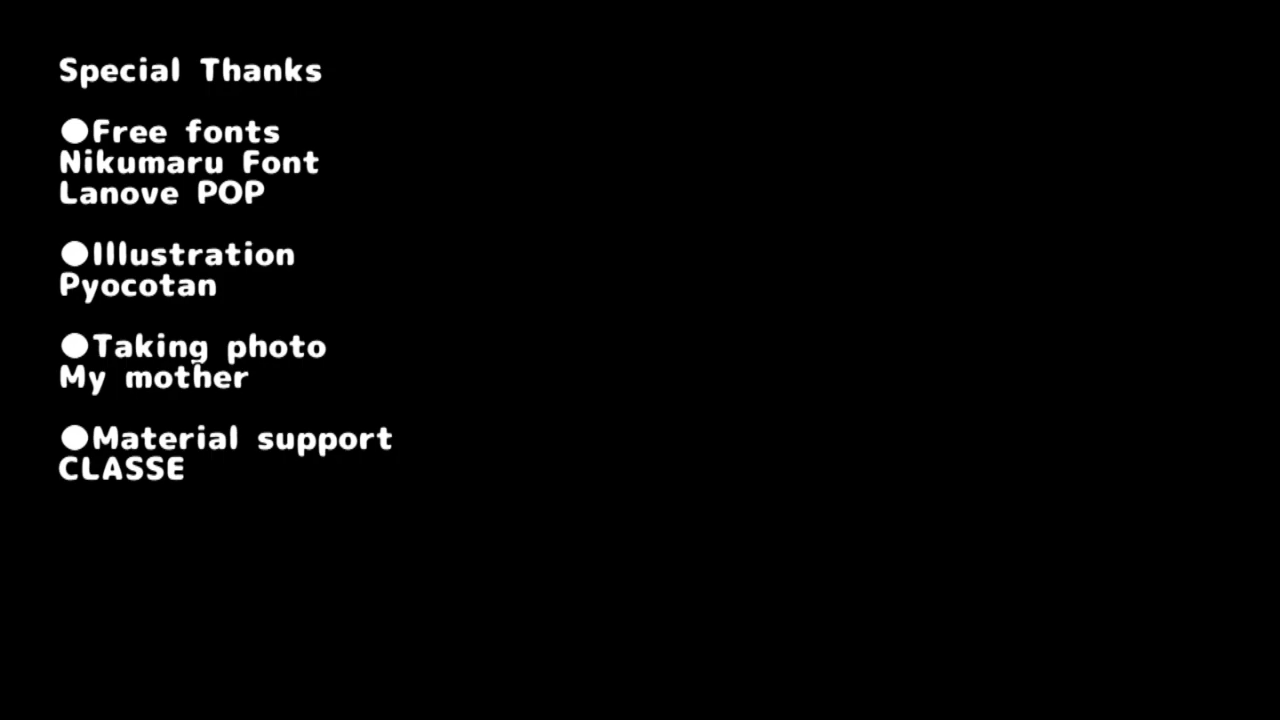 Special Thanks
●Free fonts
Nikumaru Font
Lanove POP
●Illustration
Pyocotan
●Taking photo
My mother
●Material support
CLASSE